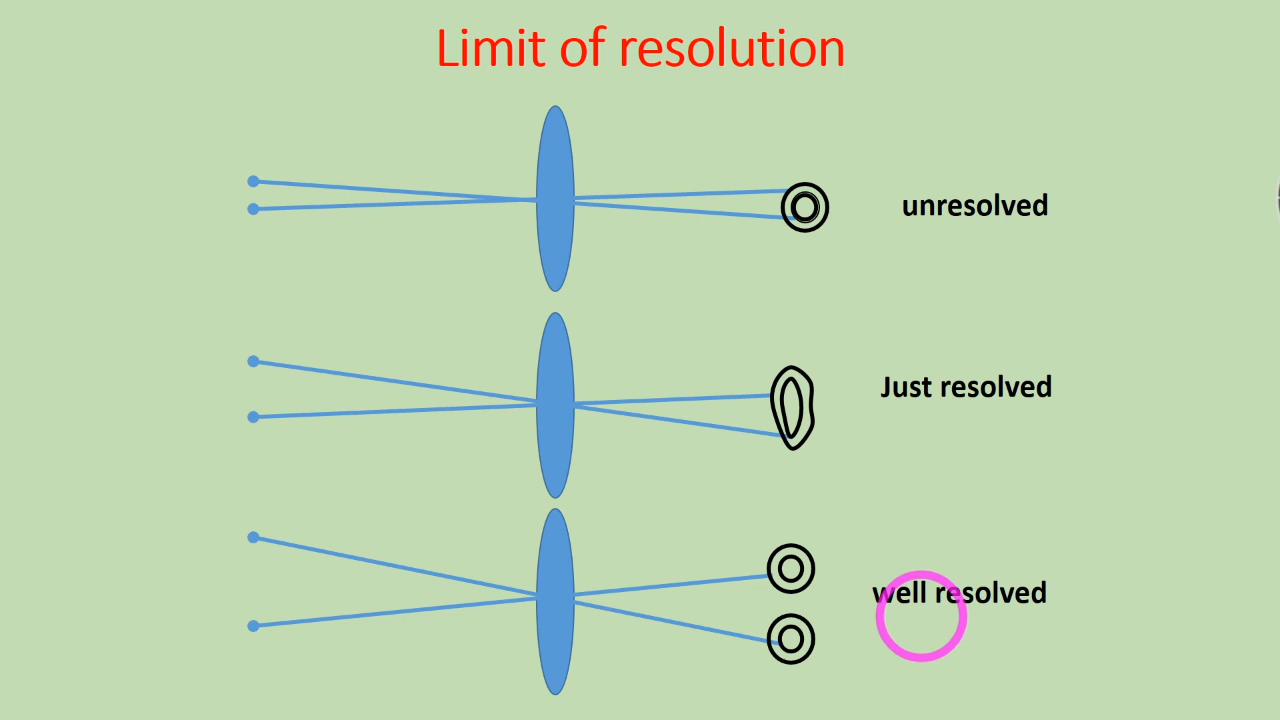 Limit of resolution
unresolved
Just resolved
well resolved